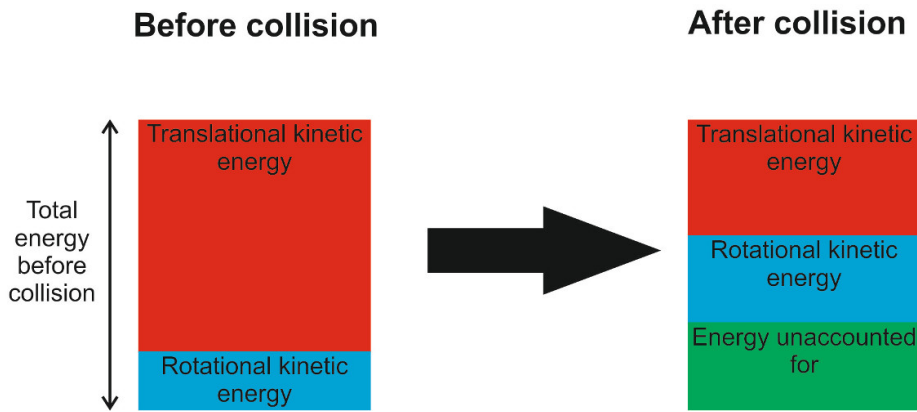 Before collision
After collision
Translational kinetic
energy
Total
energy
before
collision
Rotational kinetic
energy
Translational kinetic
energy
Rotational kinetic
energy
Energy unaccounted
for